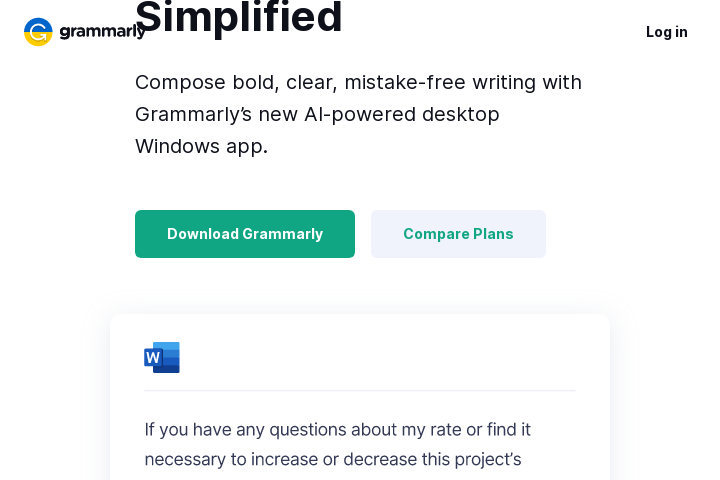 Simplified
grammarly
Log in
Compose bold, clear, mistake-free writing with
Grammarly’s new AI-powered desktop
Windows app.
Download Grammarly
Compare Plans
W
If you have any questions about my rate or find it
necessary to increase or decrease this project’s